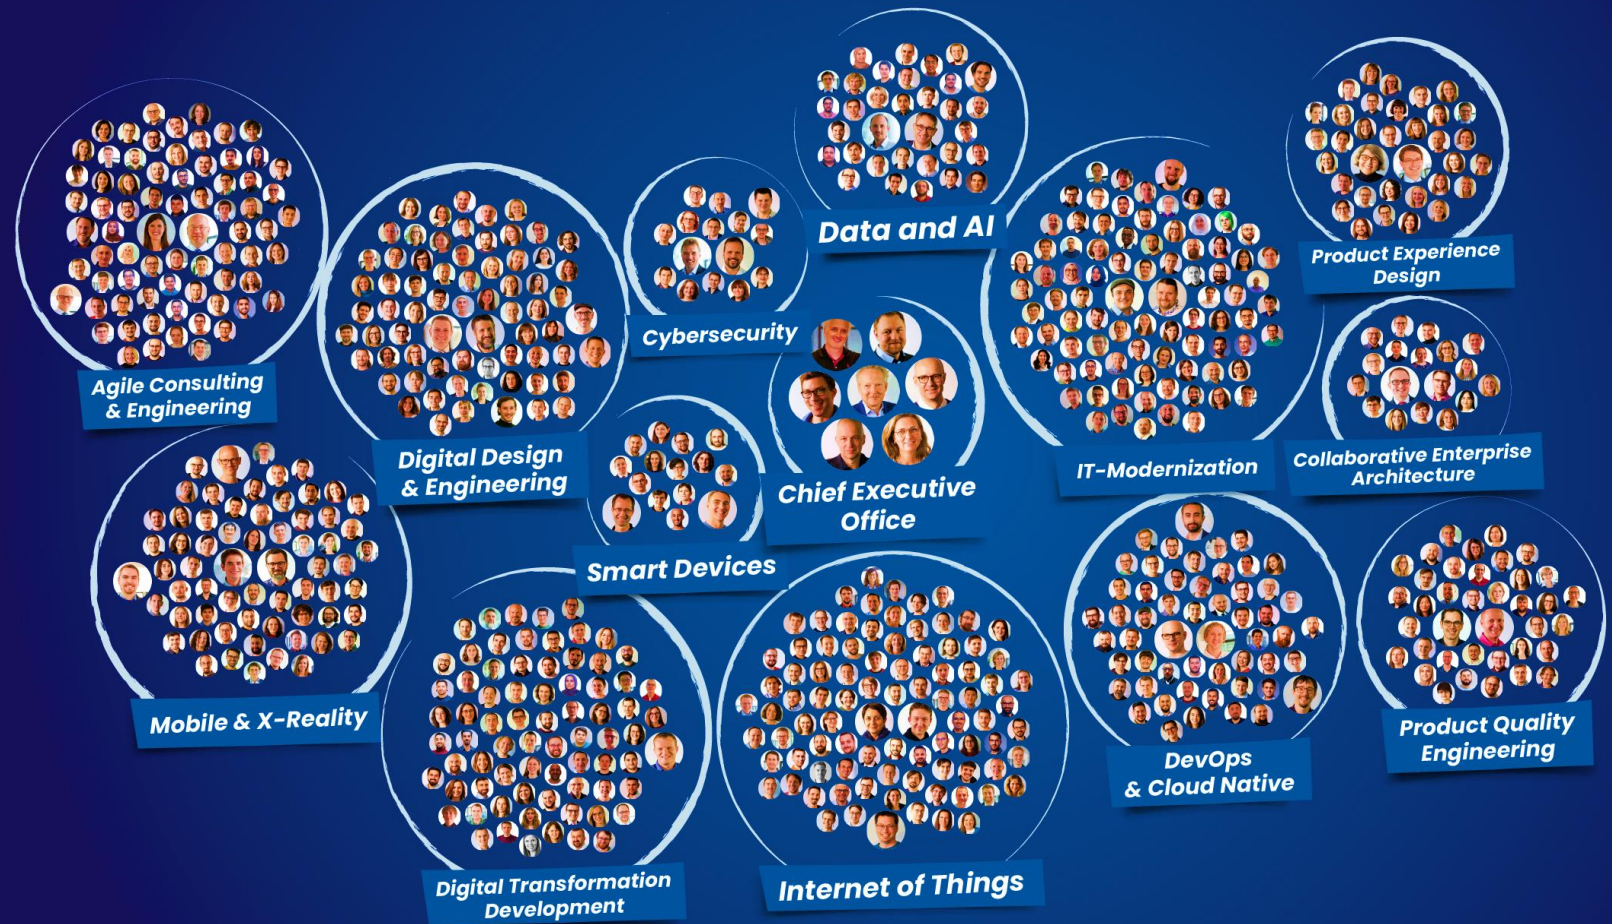 Data and AI
Product Experience
Design
Cybersecurity
Agile Consulting
& Engineering
Digital Design
& Engineering
Chief Executive
Office
IT-Modernization
Collaborative Enterprise
Architecture
Smart Devices
Mobile & X-Reality
DevOps
& Cloud Native
Product Quality
Engineering
Digital Transformation
Development
Internet of Things